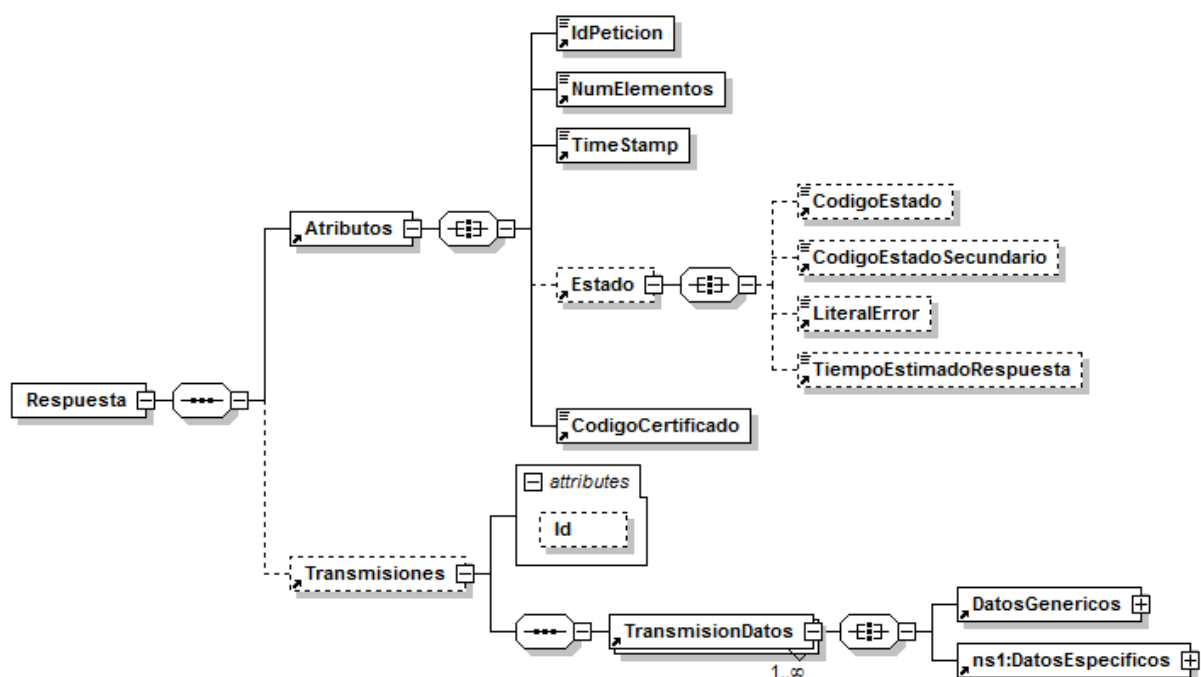 IdPeticion
NumElementos
TimeStamp
Atributos
CodigoEstado
CodigoEstadoSecundario
Estado
LiteralError
TiempoEstimadoRespuesta
Respuesta
CodigoCertificado
attributes
Id
Transmisiones
DatosGenericos
TransmisionDatos
1..∞
ns1:DatosEspecificos